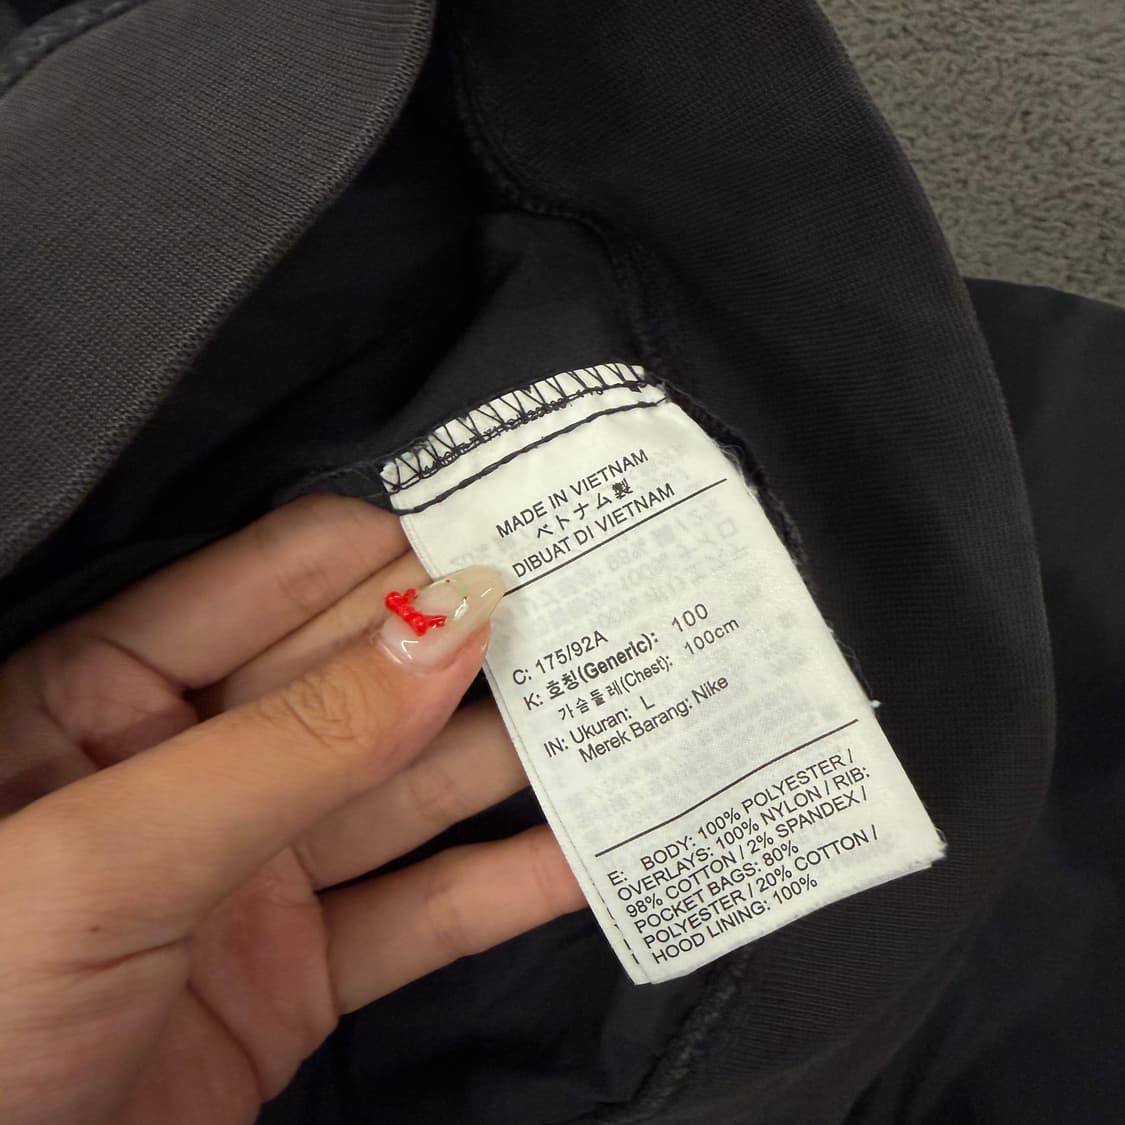 MADE IN VIETNAM
ベトナム製
DIBUAT DI VIETNAM
C: 175/92A
K: 호칭(Generic): 100
가슴둘레(Chest): 100cm
IN: Ukuran: L
Merek Barang: Nike
E: BODY: 100% POLYESTER /
OVERLAYS: 100% NYLON / RIB:
98% COTTON / 2% SPANDEX /
POCKET BAGS: 80%
POLYESTER / 20% COTTON /
HOOD LINING: 100%